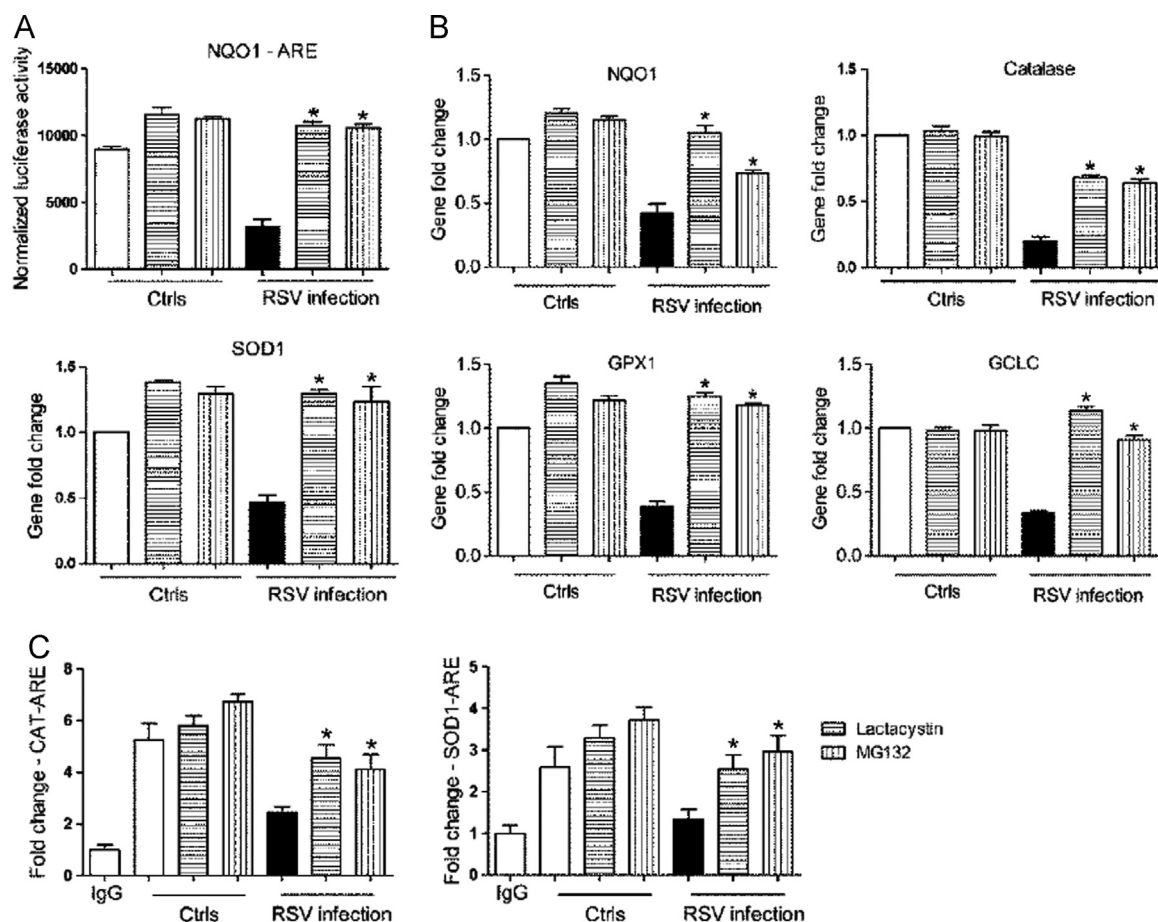 A
NQO1 - ARE
Normalized luciferase activity
15000
10000
5000
0
* *
Ctrls RSV infection
B
NQO1
Gene fold change
1.5
1.0
0.5
0.0
*
*
Ctrls RSV infection
Catalase
Gene fold change
1.5
1.0
0.5
0.0
* *
Ctrls RSV infection
SOD1
Gene fold change
1.5
1.0
0.5
0.0
* *
Ctrls RSV infection
GPX1
Gene fold change
1.5
1.0
0.5
0.0
* *
Ctrls RSV infection
GCLC
Gene fold change
1.5
1.0
0.5
0.0
*
*
Ctrls RSV infection
C
Fold change - CAT-ARE
8
6
4
2
0
* *
IgG Ctrls RSV infection
Fold change - SOD1-ARE
5
4
3
2
1
0
* *
IgG Ctrls RSV infection
Lactacystin
MG132